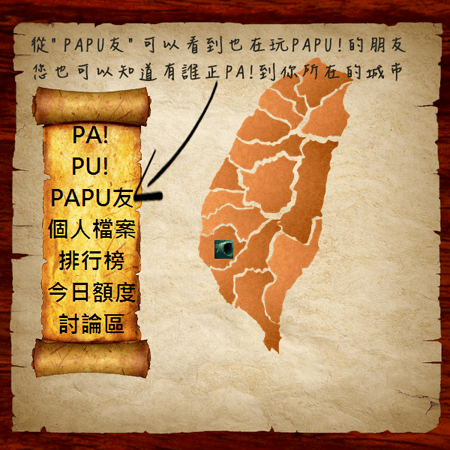 從"PAPU友"可以看到也在玩PAPU!的朋友
您也可以知道有誰正PA!到你所在的城市
PA!
PU!
PAPU友
個人檔案
排行榜
今日額度
討論區